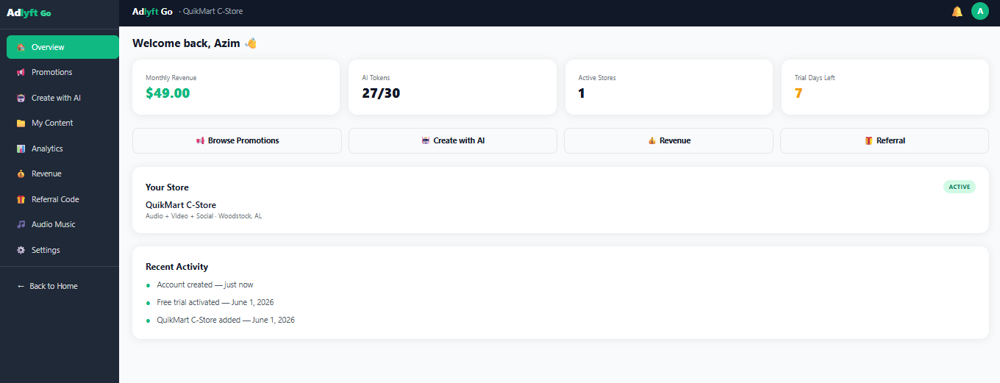 Adlyft Go
Overview
Promotions
Create with AI
My Content
Analytics
Revenue
Referral Code
Audio Music
Settings
← Back to Home
Adlyft Go · QuikMart C-Store
A
Welcome back, Azim
Monthly Revenue
$49.00
AI Tokens
27/30
Active Stores
1
Trial Days Left
7
Browse Promotions
Create with AI
Revenue
Referral
Your Store
ACTIVE
QuikMart C-Store
Audio + Video + Social · Woodstock, AL
Recent Activity
Account created — just now
Free trial activated — June 1, 2026
QuikMart C-Store added — June 1, 2026